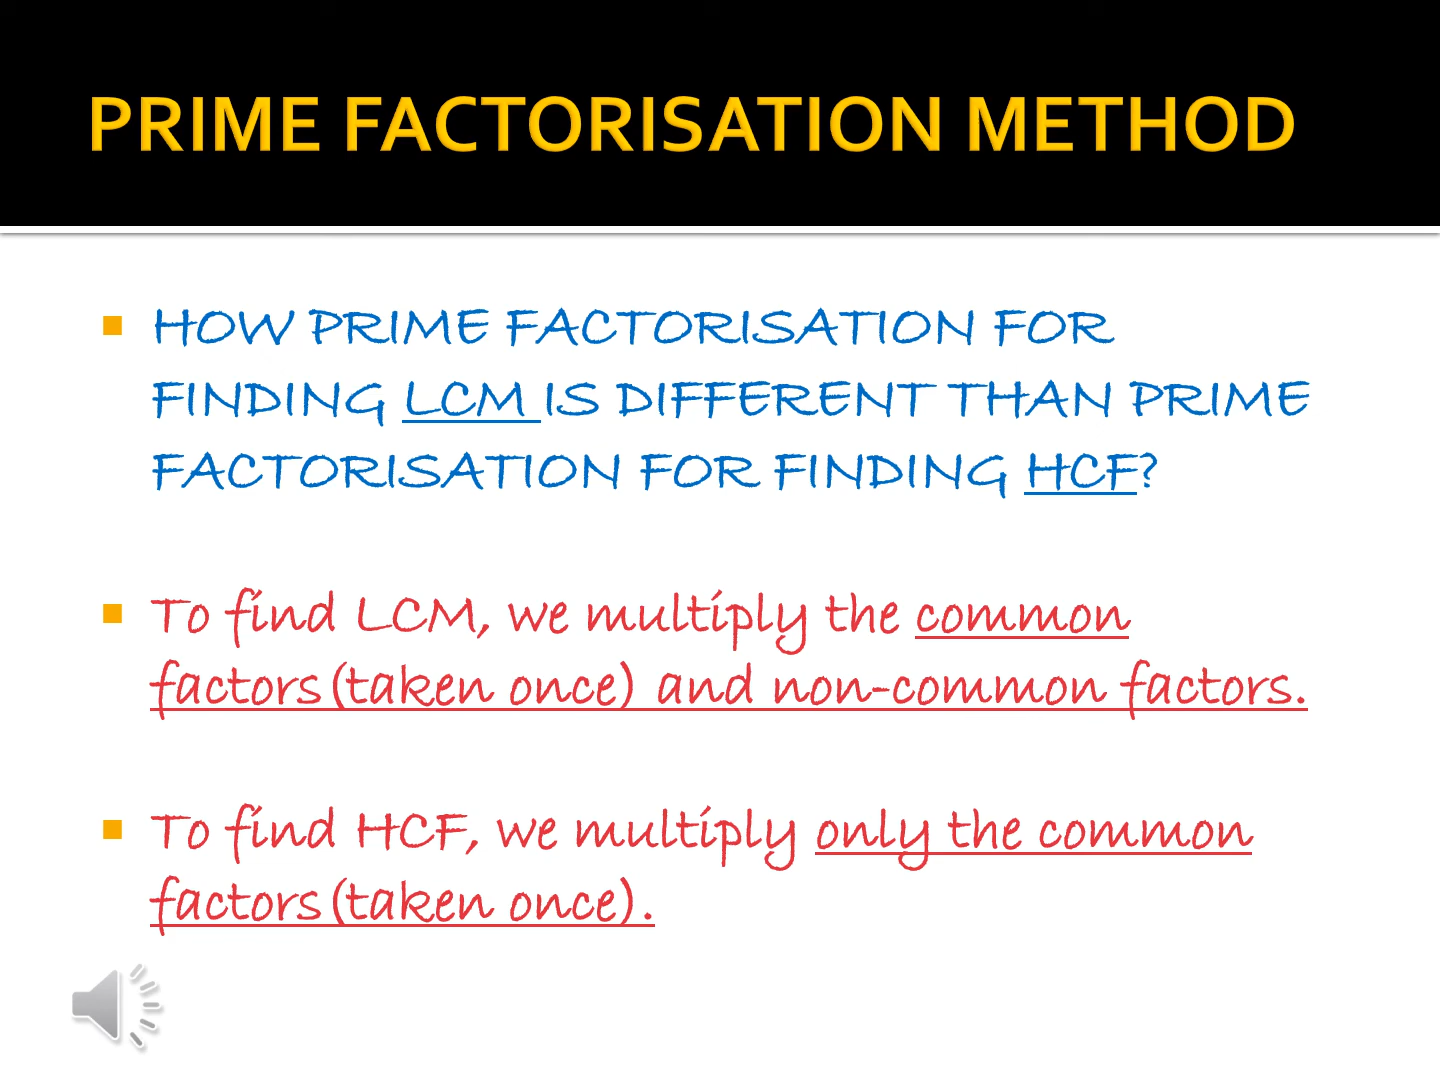 PRIME FACTORISATION METHOD
HOW PRIME FACTORISATION FOR
FINDING LCM IS DIFFERENT THAN PRIME
FACTORISATION FOR FINDING HCF?
To find LCM, we multiply the common
factors(taken once) and non-common factors.
To find HCF, we multiply only the common
factors(taken once).